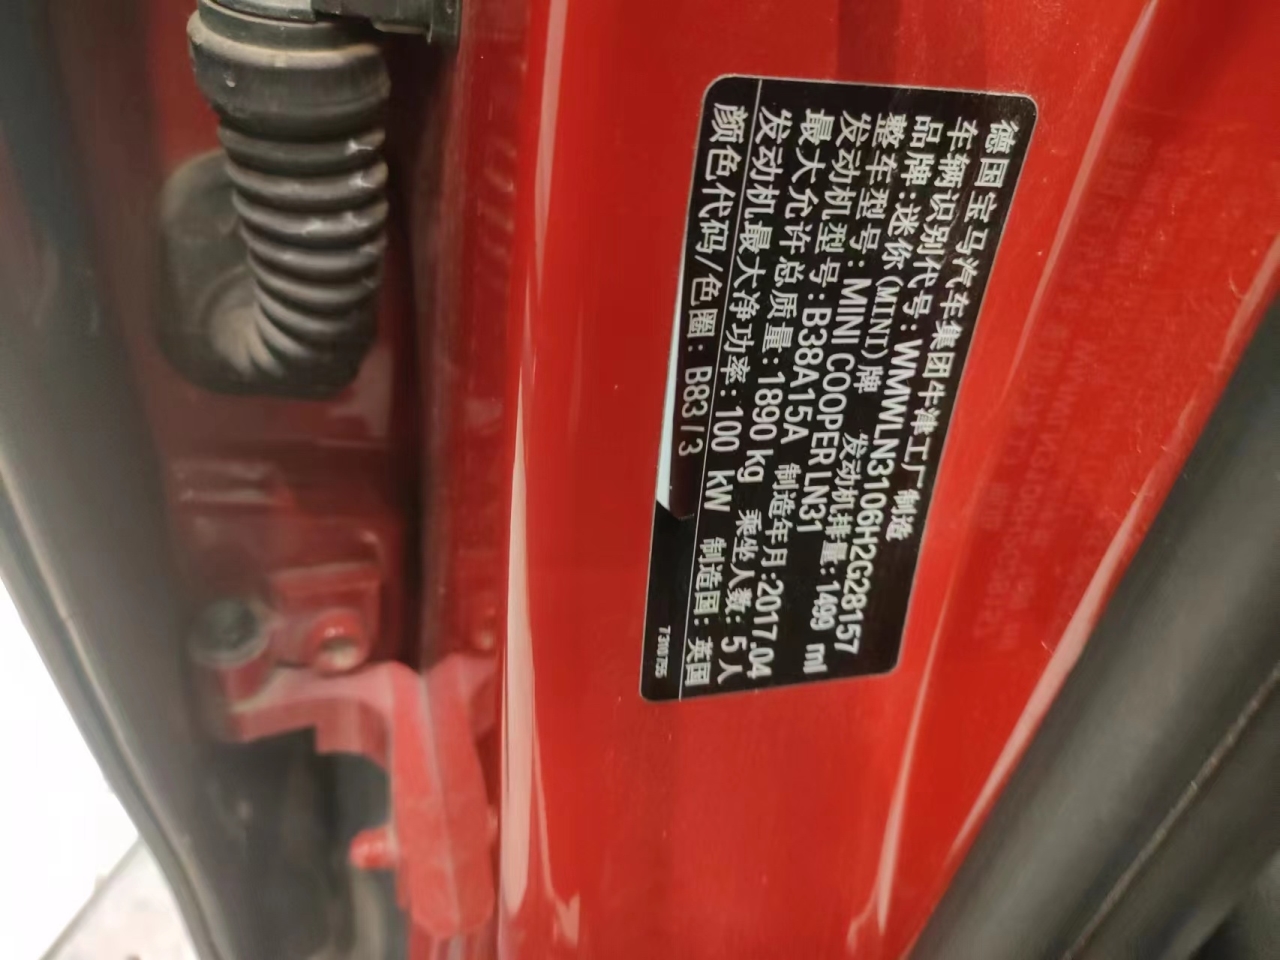 德国宝马汽车集团牛津工厂 制造
车辆识别代号:WMWLN3106H2G28157
品牌:迷你(MINI)牌 发动机排量:1499 ml
整车型号:MINI COOPER LN31
发动机型号:B38A15A 制造年月:2017.04
最大允许总质量:1890 kg 乘坐人数:5人
发动机最大净功率:100 kW 制造国:英国
颜色代码/色圈:B83/3